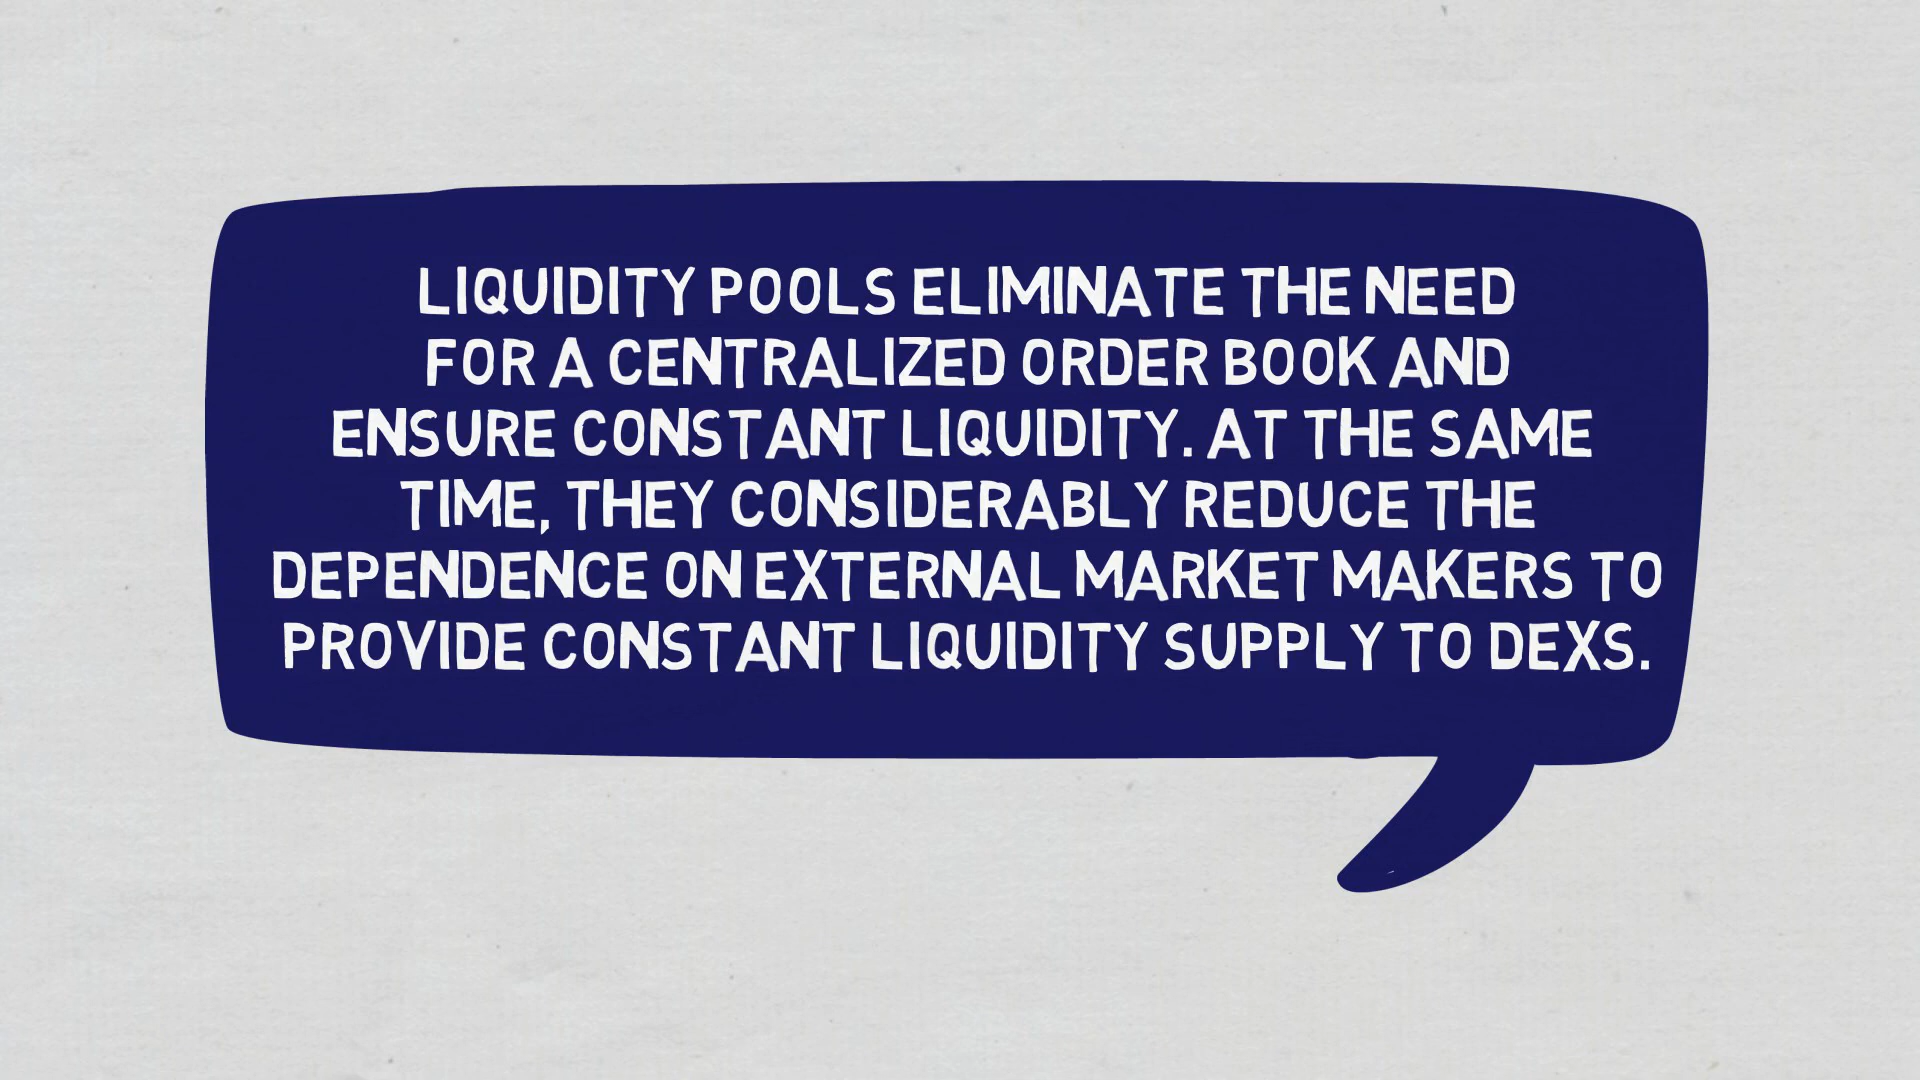 LIQUIDITY POOLS ELIMINATE THE NEED
FOR A CENTRALIZED ORDER BOOK AND
ENSURE CONSTANT LIQUIDITY. AT THE SAME
TIME, THEY CONSIDERABLY REDUCE THE
DEPENDENCE ON EXTERNAL MARKET MAKERS TO
PROVIDE CONSTANT LIQUIDITY SUPPLY TO DEXS.